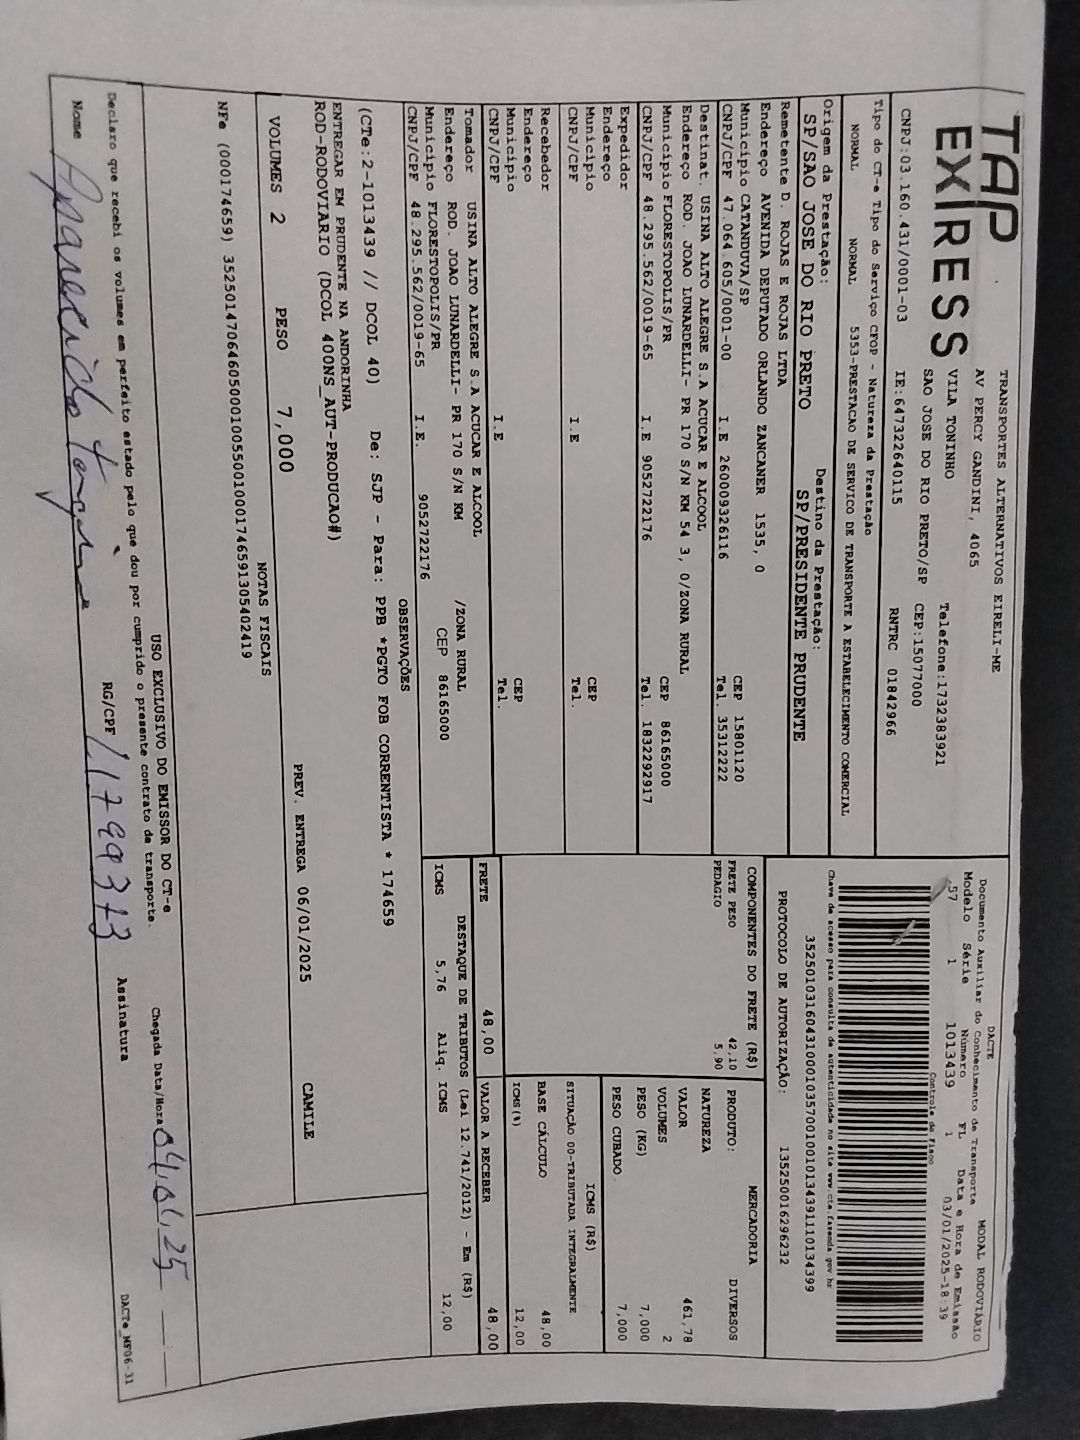 TAP EXPRESS
TRANSPORTES ALTERNATIVOS EIRELI-ME
AV PERCY GANDINI, 4065
VILA TONINHO Telefone:1732383921
SAO JOSE DO RIO PRETO/SP CEP:15077000
CNPJ:03.160.431/0001-03 IE:647322640115 RNTRC 01842966
Tipo do CT-e Tipo do Serviço CFOP - Natureza da Prestação
NORMAL NORMAL 5353-PRESTACAO DE SERVICO DE TRANSPORTE A ESTABELECIMENTO COMERCIAL
Origem da Prestação: Destino da Prestação:
SP/SAO JOSE DO RIO PRETO SP/PRESIDENTE PRUDENTE
Remetente D. ROJAS E ROJAS LTDA
Endereço AVENIDA DEPUTADO ORLANDO ZANCANER 1535, 0
Município CATANDUVA/SP CEP 15801120
CNPJ/CPF 47.064.605/0001-00 I.E 260009326116 Tel. 35312222
Destinat. USINA ALTO ALEGRE S.A ACUCAR E ALCOOL
Endereço ROD. JOAO LUNARDELLI- PR 170 S/N KM 54 3, 0/ZONA RURAL
Município FLORESTOPOLIS/PR CEP 86165000
CNPJ/CPF 48.295.562/0019-65 I.E 9052722176 Tel. 1832292917
Expedidor
Endereço
Município CEP
CNPJ/CPF I.E Tel.
Recebedor
Endereço
Município CEP
CNPJ/CPF I.E Tel.
Tomador USINA ALTO ALEGRE S.A ACUCAR E ALCOOL
Endereço ROD. JOAO LUNARDELLI- PR 170 S/N KM /ZONA RURAL
Município FLORESTOPOLIS/PR CEP 86165000
CNPJ/CPF 48.295.562/0019-65 I.E. 9052722176
DACTE MODAL RODOVIÁRIO
Documento Auxiliar do Conhecimento de Transporte
Modelo Série Número FL Data e Hora de Emissão
57 1 1013439 1 03/01/2025-18:39
Controle do Fisco
Chave de acesso para consulta de autenticidade no site www.cte.fazenda.gov.br
35250103160431000103570010010134391110134399
PROTOCOLO DE AUTORIZAÇÃO: 135250016296232
COMPONENTES DO FRETE (R$)
FRETE PESO 42,10
PEDAGIO 5,90
PRODUTO: MERCADORIA
NATUREZA DIVERSOS
VALOR 461,78
VOLUMES 2
PESO (KG) 7,000
PESO CUBADO 7,000
ICMS (R$)
SITUAÇÃO 00-TRIBUTADA INTEGRALMENTE
BASE CÁLCULO 48,00
ICMS(%) 12,00
FRETE 48,00 VALOR A RECEBER 48,00
DESTAQUE DE TRIBUTOS (Lei 12.741/2012) - Em (R$)
ICMS 5,76 Aliq. ICMS 12,00
OBSERVAÇÕES
(CTe:2-1013439 // DCOL 40) De: SJP - Para: PPB *PGTO FOB CORRENTISTA * 174659
ENTREGAR EM PRUDENTE NA ANDORINHA
ROD-RODOVIARIO (DCOL 400NS_AUT-PRODUCAO#)
VOLUMES 2 PESO 7,000 PREV. ENTREGA 06/01/2025 CAMILE
NOTAS FISCAIS
NFe (000174659) 35250147064605000100550010001746591305402419
USO EXCLUSIVO DO EMISSOR DO CT-e
Declaro que recebi os volumes em perfeito estado pelo que dou por cumprido o presente contrato de transporte. Chegada Data/Hora 04,01,25
Nome Aparecido RG/CPF Assinatura
DACTe_MF06-31